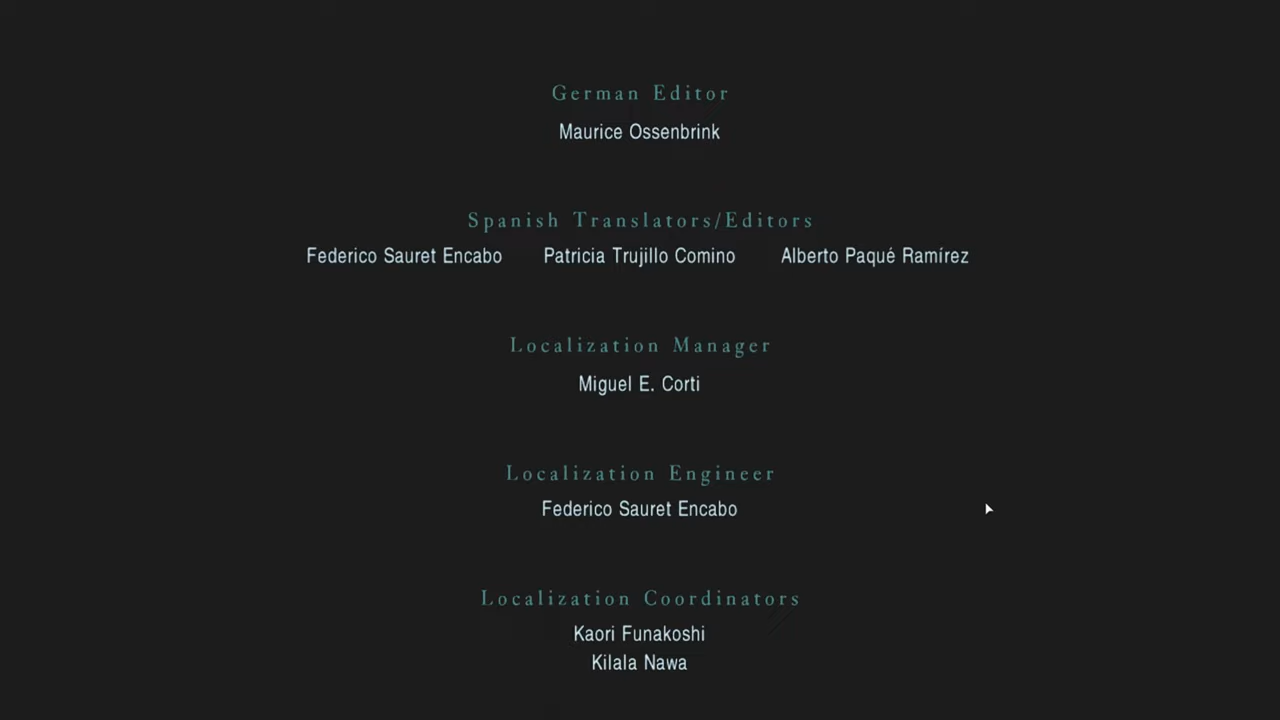 German Editor
Maurice Ossenbrink
Spanish Translators/Editors
Federico Sauret Encabo Patricia Trujillo Comino Alberto Paqué Ramírez
Localization Manager
Miguel E. Corti
Localization Engineer
Federico Sauret Encabo
Localization Coordinators
Kaori Funakoshi
Kilala Nawa